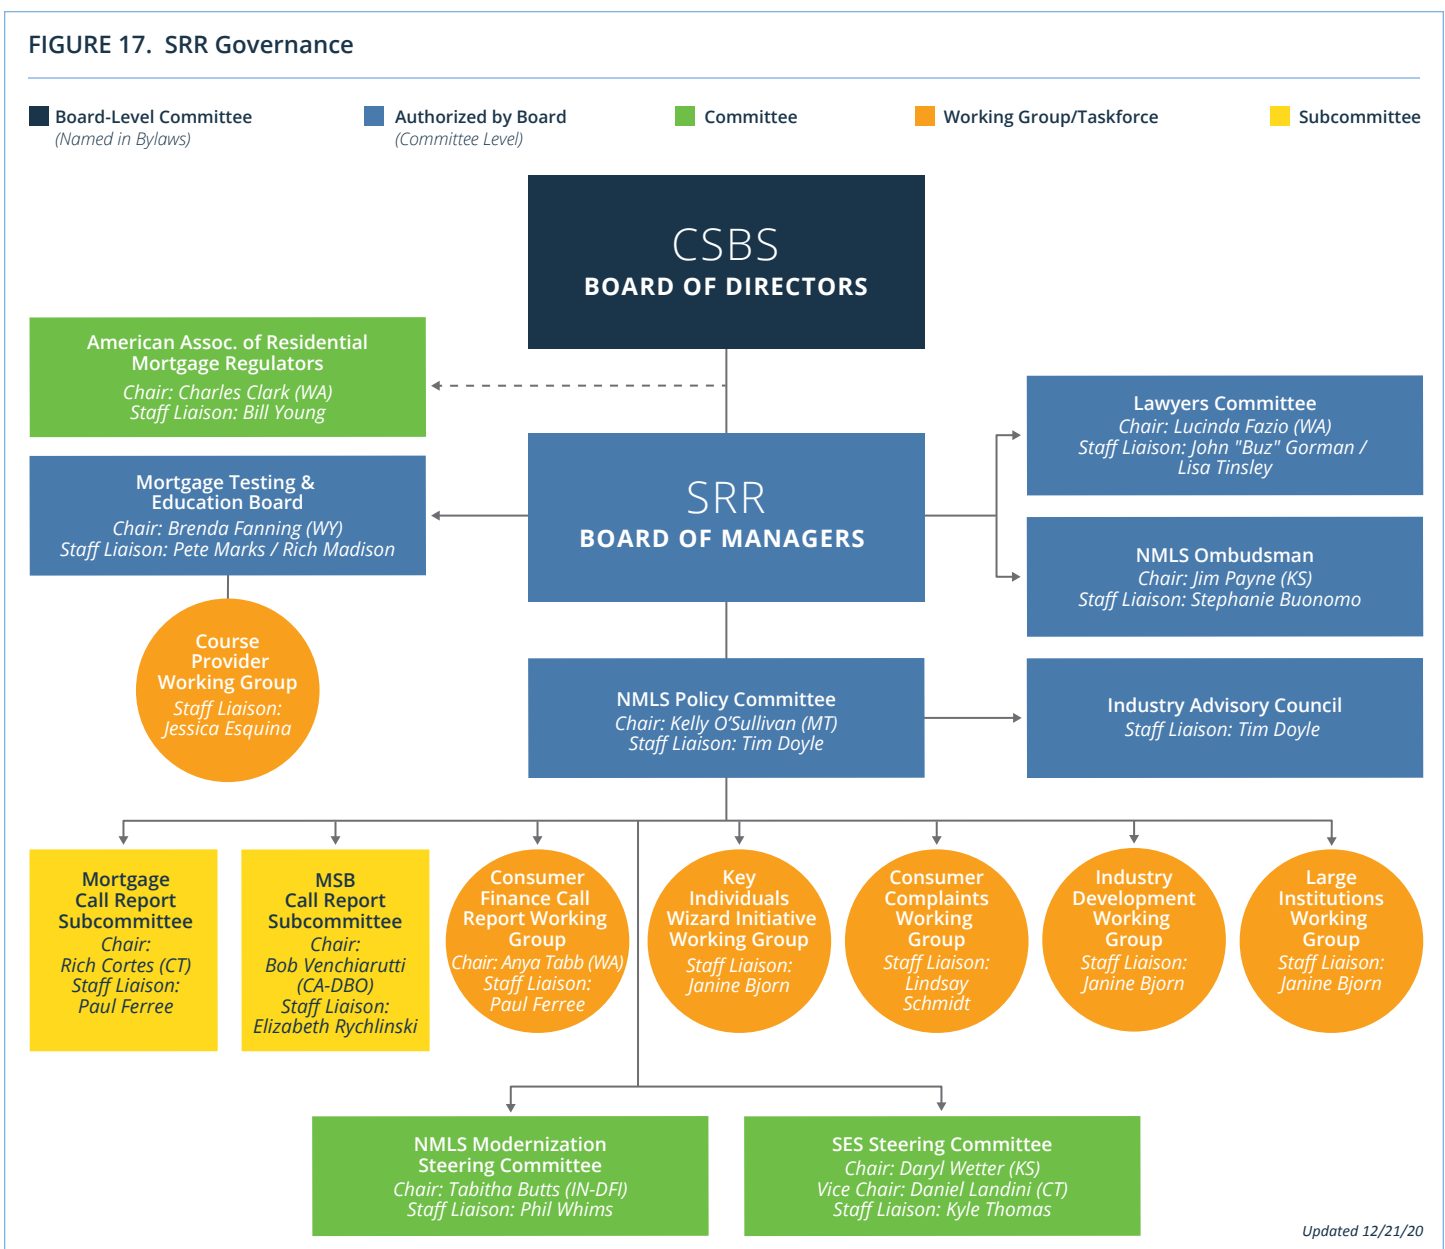 FIGURE 17. SRR Governance
Board-Level Committee
(Named in Bylaws)
Authorized by Board
(Committee Level)
Committee
Working Group/Taskforce
Subcommittee
CSBS
BOARD OF DIRECTORS
American Assoc. of Residential
Mortgage Regulators
Chair: Charles Clark (WA)
Staff Liaison: Bill Young
Lawyers Committee
Chair: Lucinda Fazio (WA)
Staff Liaison: John "Buz" Gorman /
Lisa Tinsley
Mortgage Testing &
Education Board
Chair: Brenda Fanning (WY)
Staff Liaison: Pete Marks / Rich Madison
SRR
BOARD OF MANAGERS
NMLS Ombudsman
Chair: Jim Payne (KS)
Staff Liaison: Stephanie Buonomo
Course
Provider
Working Group
Staff Liaison:
Jessica Esquina
NMLS Policy Committee
Chair: Kelly O’Sullivan (MT)
Staff Liaison: Tim Doyle
Industry Advisory Council
Staff Liaison: Tim Doyle
Mortgage
Call Report
Subcommittee
Chair:
Rich Cortes (CT)
Staff Liaison:
Paul Ferree
MSB
Call Report
Subcommittee
Chair:
Bob Venchiarutti
(CA-DBO)
Staff Liaison:
Elizabeth Rychlinski
Consumer
Finance Call
Report Working
Group
Chair: Anya Tabb (WA)
Staff Liaison:
Paul Ferree
Key
Individuals
Wizard Initiative
Working Group
Staff Liaison:
Janine Bjorn
Consumer
Complaints
Working
Group
Staff Liaison:
Lindsay
Schmidt
Industry
Development
Working
Group
Staff Liaison:
Janine Bjorn
Large
Institutions
Working
Group
Staff Liaison:
Janine Bjorn
NMLS Modernization
Steering Committee
Chair: Tabitha Butts (IN-DFI)
Staff Liaison: Phil Whims
SES Steering Committee
Chair: Daryl Wetter (KS)
Vice Chair: Daniel Landini (CT)
Staff Liaison: Kyle Thomas
Updated 12/21/20